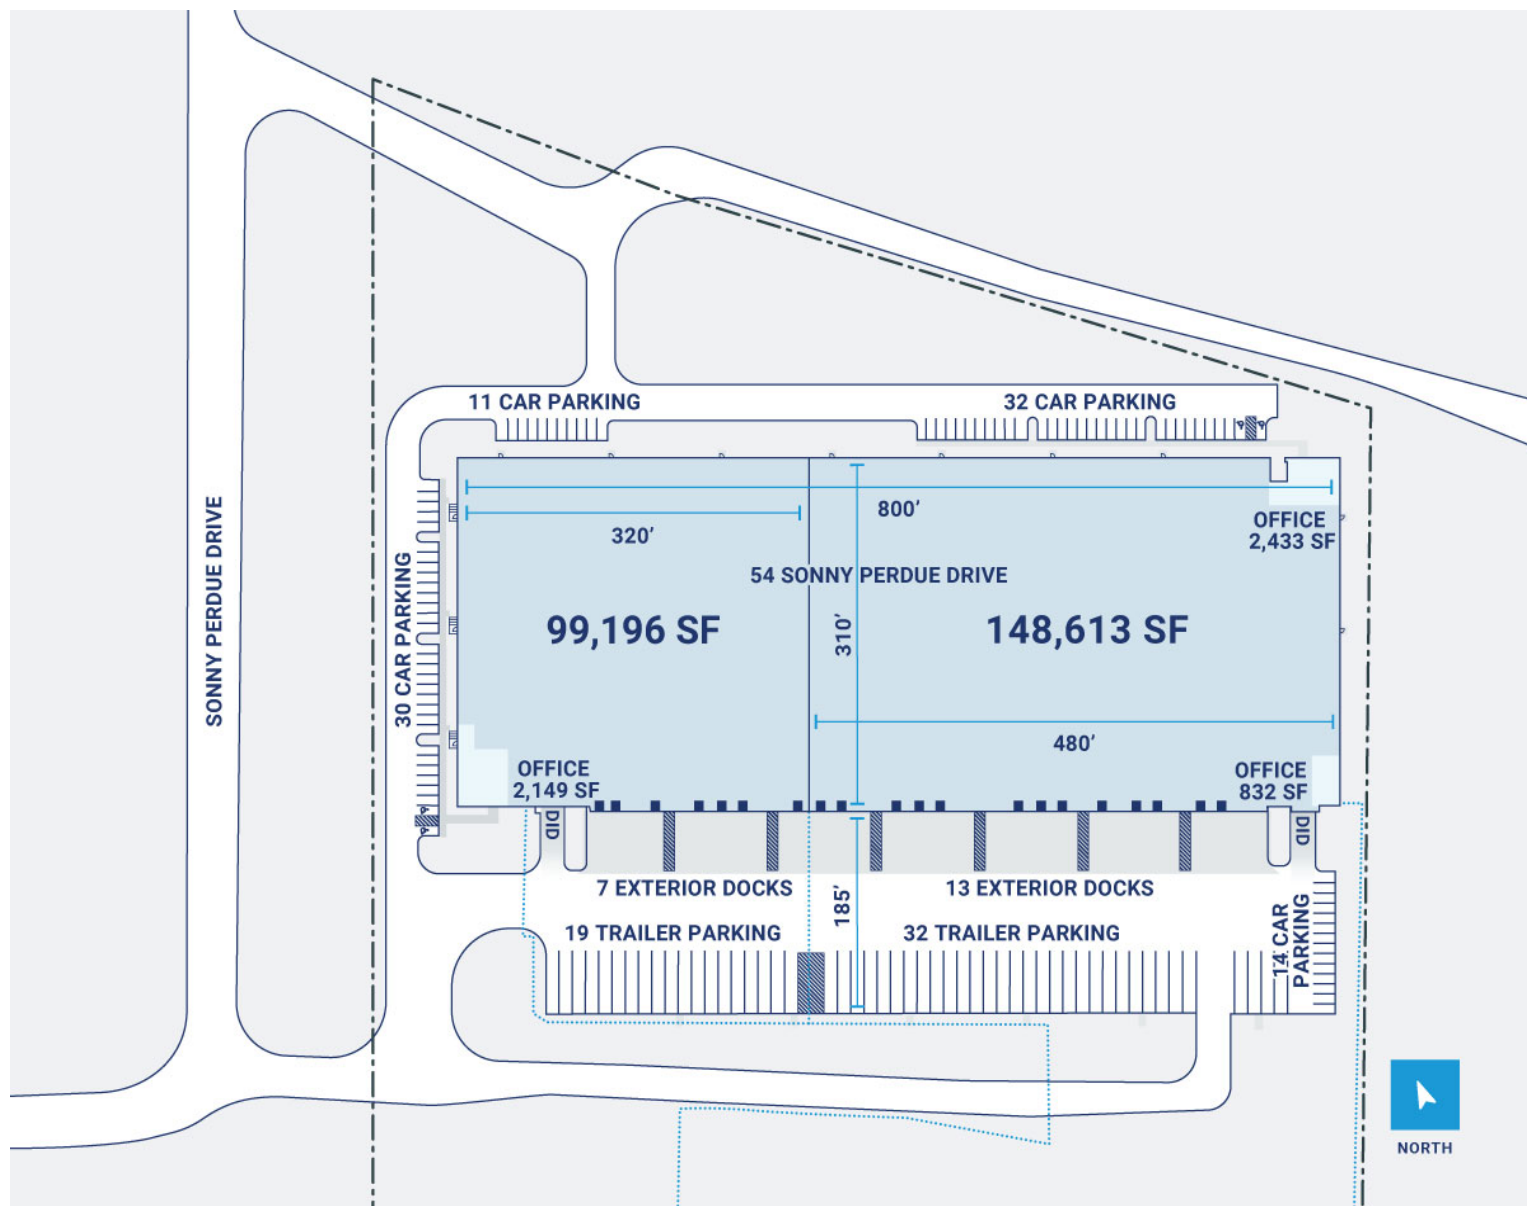 11 CAR PARKING
32 CAR PARKING
SONNY PERDUE DRIVE
30 CAR PARKING
800’
320’
OFFICE
2,433 SF
54 SONNY PERDUE DRIVE
99,196 SF
310’
148,613 SF
480’
OFFICE
2,149 SF
OFFICE
832 SF
DID
DID
7 EXTERIOR DOCKS
13 EXTERIOR DOCKS
185’
19 TRAILER PARKING
32 TRAILER PARKING
14 CAR
PARKING
NORTH